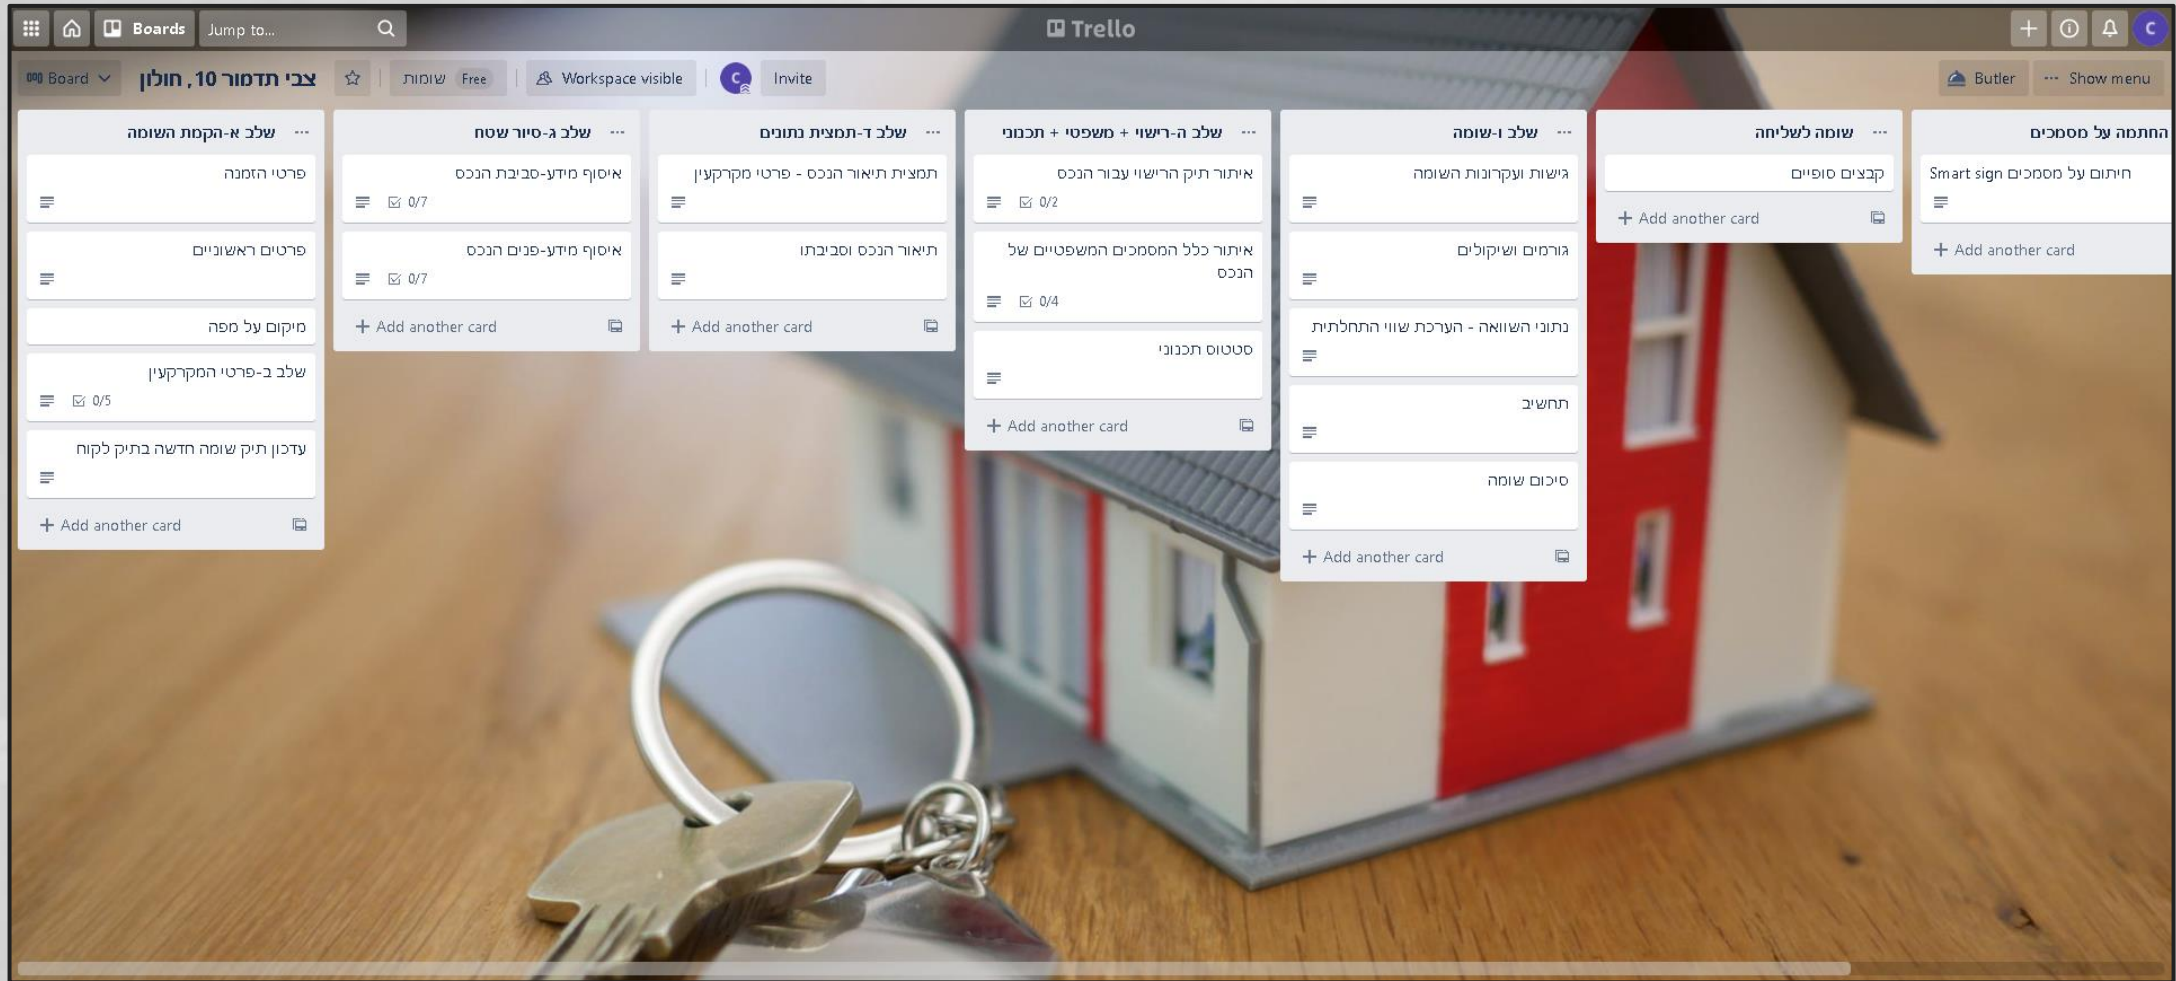 Boards
Jump to...
Trello
C
Board
צבי תדמור 10, חולון
שומות
Free
Workspace visible
C
Invite
Butler
Show menu
שלב א-הקמת השומה
פרטי הזמנה
פרטים ראשוניים
מיקום על מפה
שלב ב-פרטי המקרקעין
0/5
עדכון תיק שומה חדשה בתיק לקוח
+ Add another card
שלב ג-סיור שטח
איסוף מידע-סביבת הנכס
0/7
איסוף מידע-פנים הנכס
0/7
+ Add another card
שלב ד-תמצית נתונים
תמצית תיאור הנכס - פרטי מקרקעין
תיאור הנכס וסביבתו
+ Add another card
שלב ה-רישוי + משפטי + תכנוני
איתור תיק הרישוי עבור הנכס
0/2
איתור כלל המסמכים המשפטיים של
הנכס
0/4
סטטוס תכנוני
+ Add another card
שלב ו-שומה
גישות ועקרונות השומה
גורמים ושיקולים
נתוני השוואה - הערכת שווי התחלתית
תחשיב
סיכום שומה
+ Add another card
שומה לשליחה
קבצים סופיים
+ Add another card
החתמה על מסמכים
חיתום על מסמכים Smart sign
+ Add another card